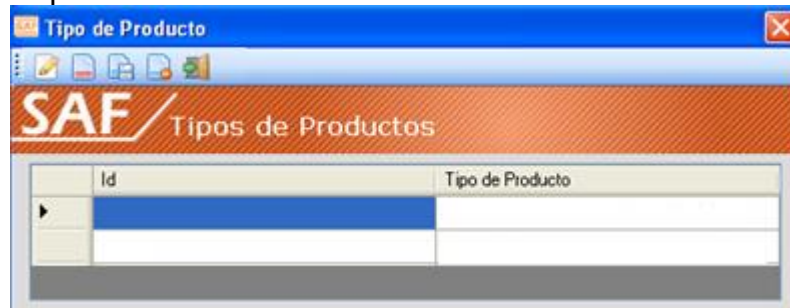 Tipo de Producto
SAF Tipos de Productos
Id Tipo de Producto